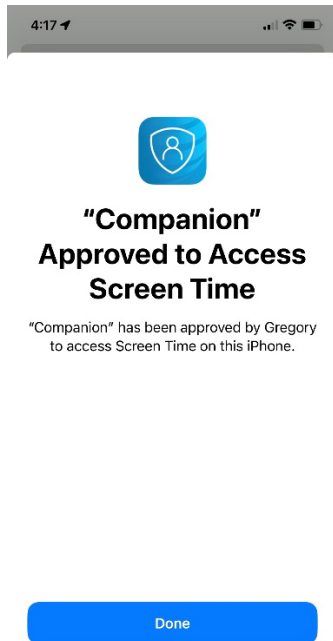 4:17
“Companion”
Approved to Access
Screen Time
“Companion” has been approved by Gregory
to access Screen Time on this iPhone.
Done